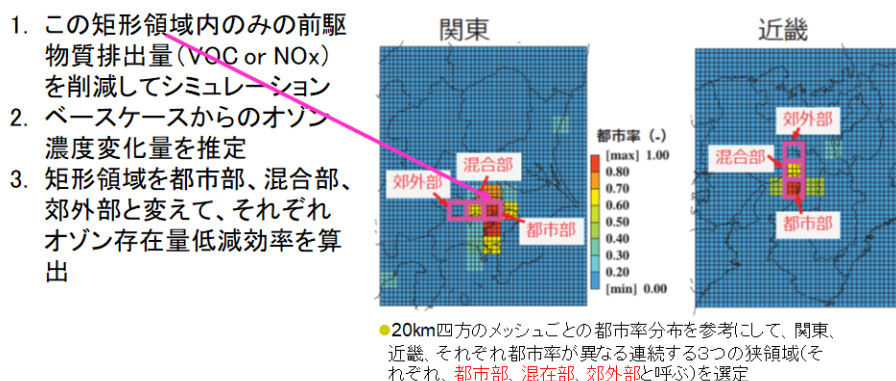 1. この矩形領域内のみの前駆
物質排出量(VOC or NOx)
を削減してシミュレーション
2. ベースケースからのオゾン
濃度変化量を推定
3. 矩形領域を都市部、混合部、
郊外部と変えて、それぞれ
オゾン存在量低減効率を算
出
関東
郊外部
混合部
都市部
都市率 (-)
[max] 1.00
0.80
0.70
0.60
0.50
0.40
0.30
0.20
[min] 0.00
近畿
郊外部
混合部
都市部
●20km四方のメッシュごとの都市率分布を参考にして、関東、
近畿、それぞれ都市率が異なる連続する3つの狭領域(そ
れぞれ、都市部、混在部、郊外部と呼ぶ)を選定